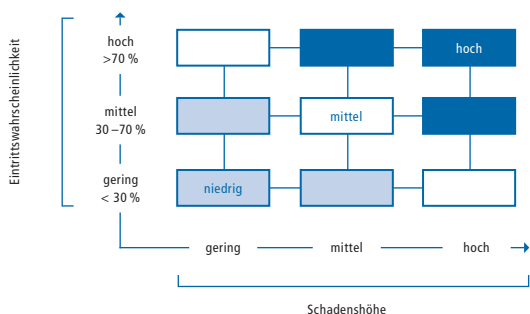 Eintrittswahrscheinlichkeit
hoch
>70 %
hoch
mittel
30–70 %
mittel
gering
< 30 %
niedrig
gering mittel hoch
Schadenshöhe